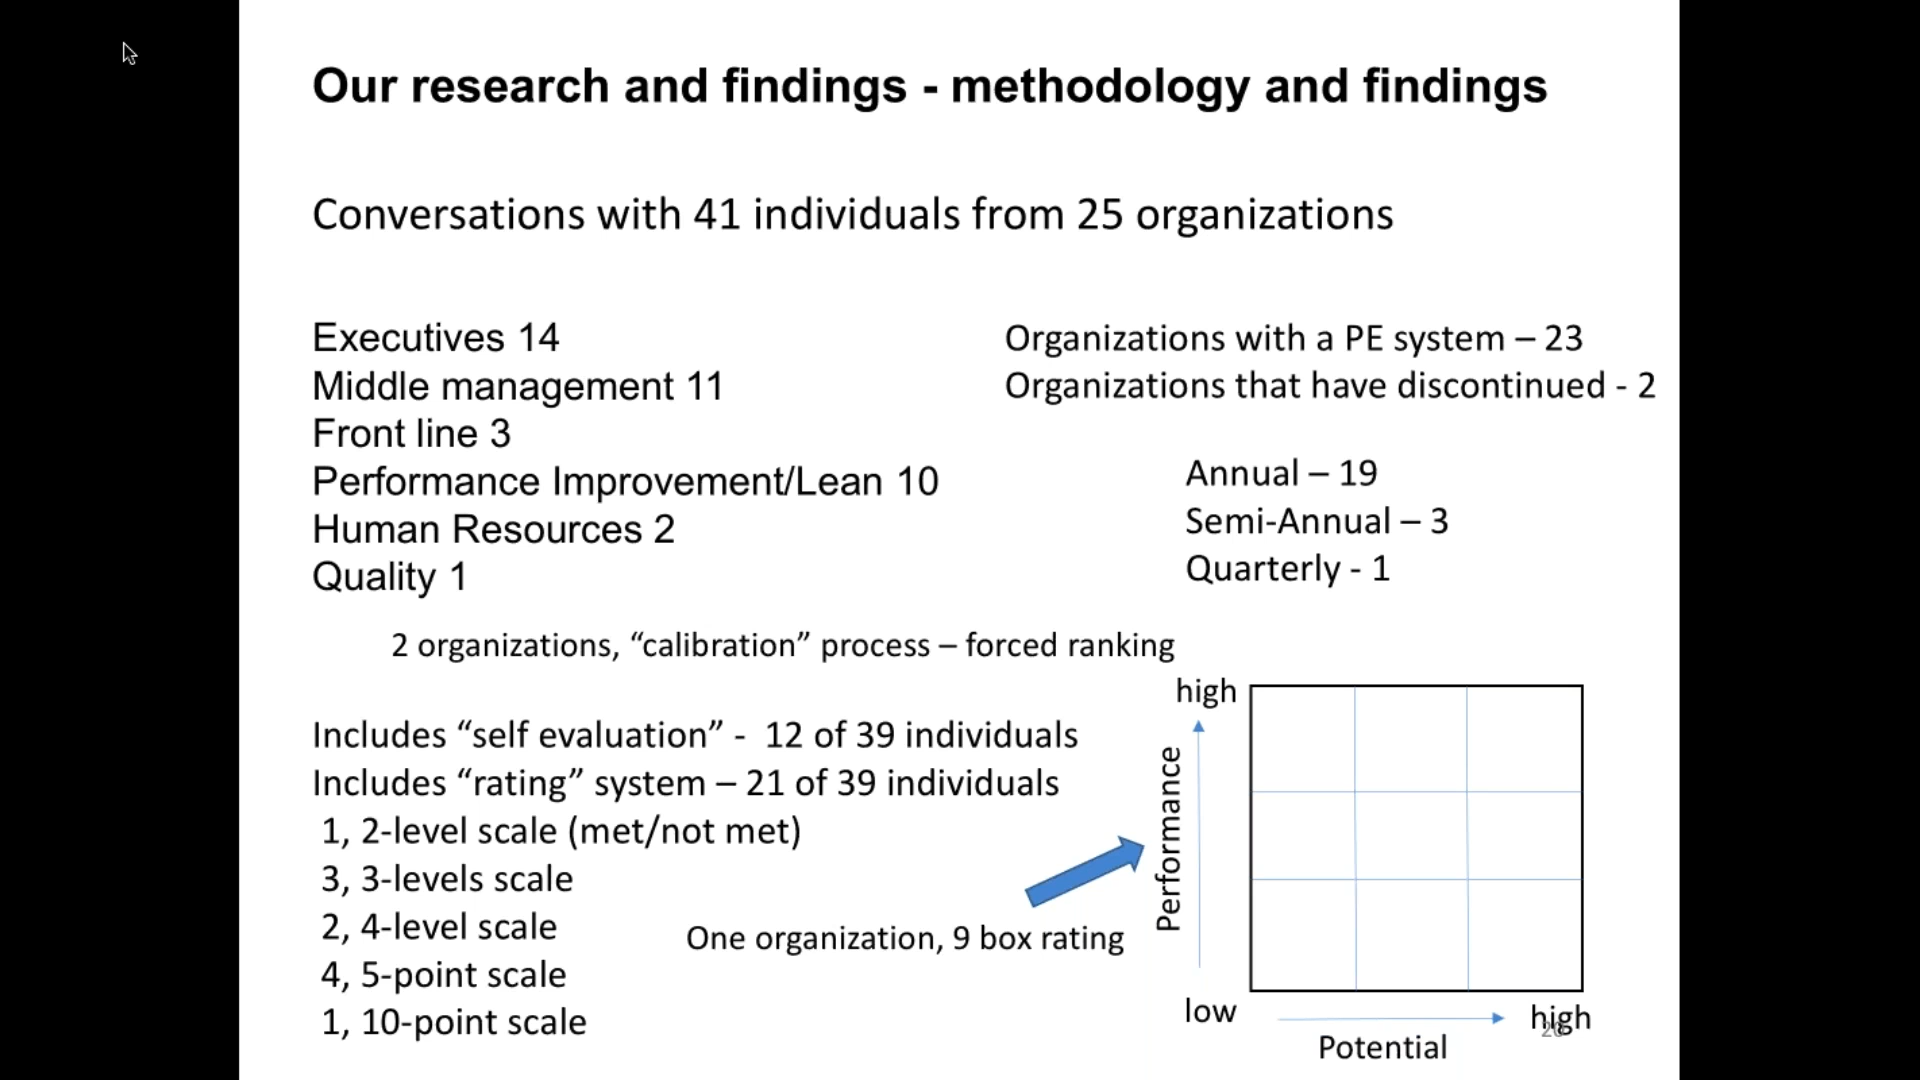 Our research and findings - methodology and findings
Conversations with 41 individuals from 25 organizations
Executives 14
Middle management 11
Front line 3
Performance Improvement/Lean 10
Human Resources 2
Quality 1
Organizations with a PE system – 23
Organizations that have discontinued - 2
Annual – 19
Semi-Annual – 3
Quarterly - 1
2 organizations, “calibration” process – forced ranking
Includes “self evaluation” -  12 of 39 individuals
Includes “rating” system – 21 of 39 individuals
1, 2-level scale (met/not met)
3, 3-levels scale
2, 4-level scale
4, 5-point scale
1, 10-point scale
One organization, 9 box rating
high
Performance
low
high
Potential